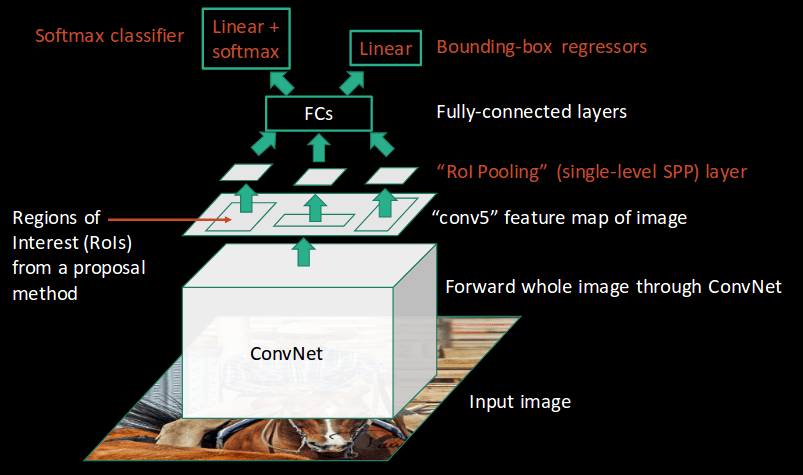 Softmax classifier
Linear +
softmax
Linear
Bounding-box regressors
FCs
Fully-connected layers
“RoI Pooling” (single-level SPP) layer
Regions of
Interest (RoIs)
from a proposal
method
“conv5” feature map of image
Forward whole image through ConvNet
ConvNet
Input image